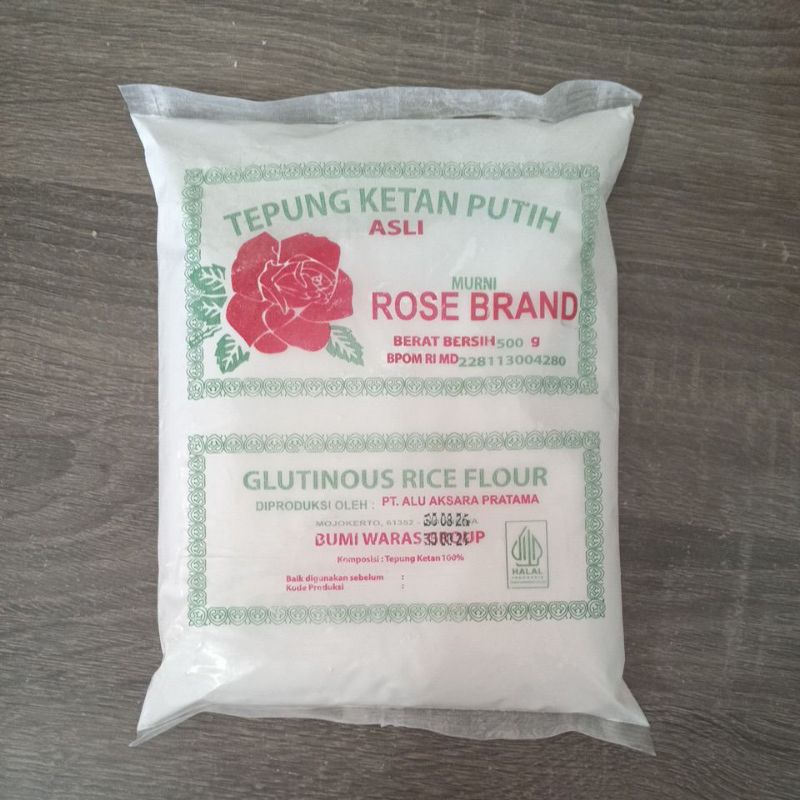 TEPUNG KETAN PUTIH
ASLI
MURNI
ROSE BRAND
BERAT BERSIH 500 g
BPOM RI MD 228113004280
GLUTINOUS RICE FLOUR
DIPRODUKSI OLEH : PT. ALU AKSARA PRATAMA
MOJOKERTO, 61352 -
BUMI WARAS
Komposisi : Tepung Ketan 100%
Baik digunakan sebelum :
Kode Produksi :
HALAL
INDONESIA